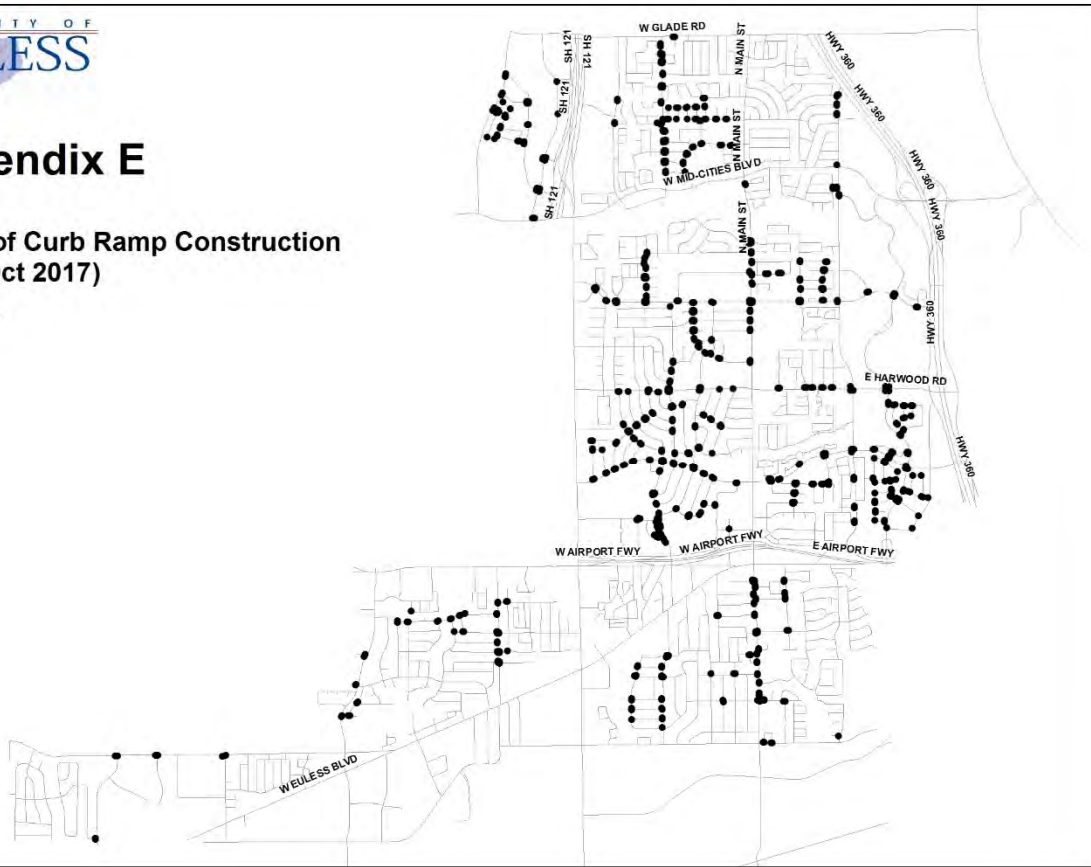 ITY OF
LESS
endix E
of Curb Ramp Construction
ct 2017)
W GLADE RD
SH 121
SH 121
N MAIN ST
HWY 360
SH 121
HWY 360
N MAIN ST
HWY 360
W MID-CITIES BLVD
SH 121
N MAIN ST
HWY 360
HWY 360
E HARWOOD RD
HWY 360
W AIRPORT FWY
W AIRPORT FWY
E AIRPORT FWY
W EULESS BLVD